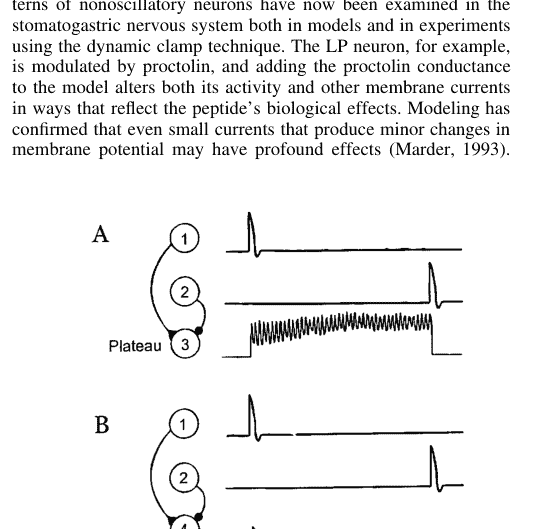 terns of nonoscillatory neurons have now been examined in the
stomatogastric nervous system both in models and in experiments
using the dynamic clamp technique. The LP neuron, for example,
is modulated by proctolin, and adding the proctolin conductance
to the model alters both its activity and other membrane currents
in ways that reflect the peptide's biological effects. Modeling has
confirmed that even small currents that produce minor changes in
membrane potential may have profound effects (Marder, 1993).
A
1
2
Plateau 3
B
1
2
4